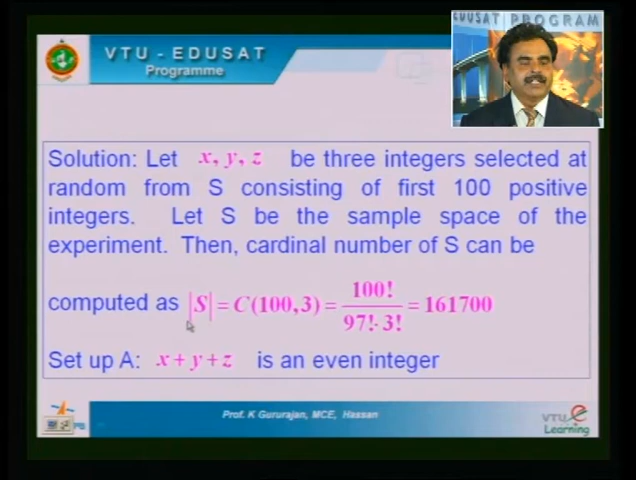 VTU - EDUSAT
Programme
EDUSAT PROGRAM
Solution: Let x, y, z be three integers selected at
random from S consisting of first 100 positive
integers. Let S be the sample space of the
experiment. Then, cardinal number of S can be
computed as |S| = C(100,3) = 100! / 97!·3! = 161700
Set up A: x + y + z is an even integer
Prof. K Gururajan, MCE, Hassan
VTU e
Learning